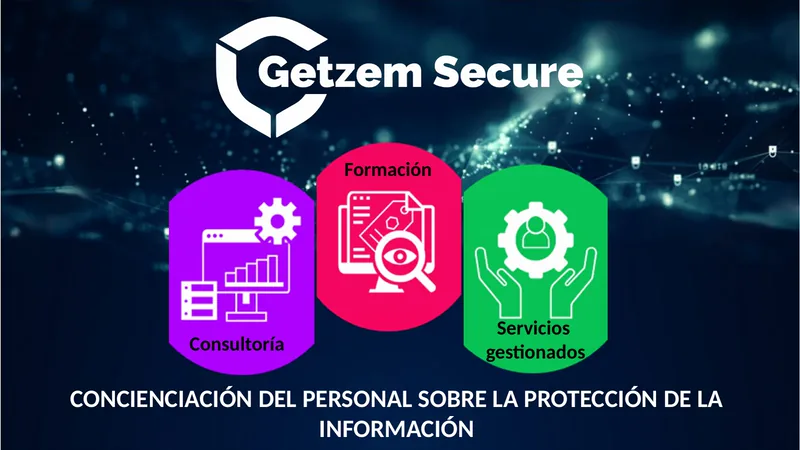 Getzem Secure
Formación
Consultoría
Servicios
gestionados
CONCIENCIACIÓN DEL PERSONAL SOBRE LA PROTECCIÓN DE LA
INFORMACIÓN